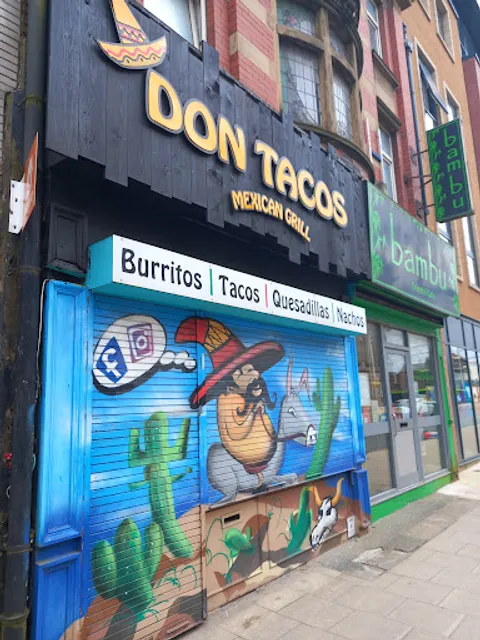 DON TACOS
MEXICAN GRILL
Burritos | Tacos | Quesadillas | Nachos
bambu
bambu